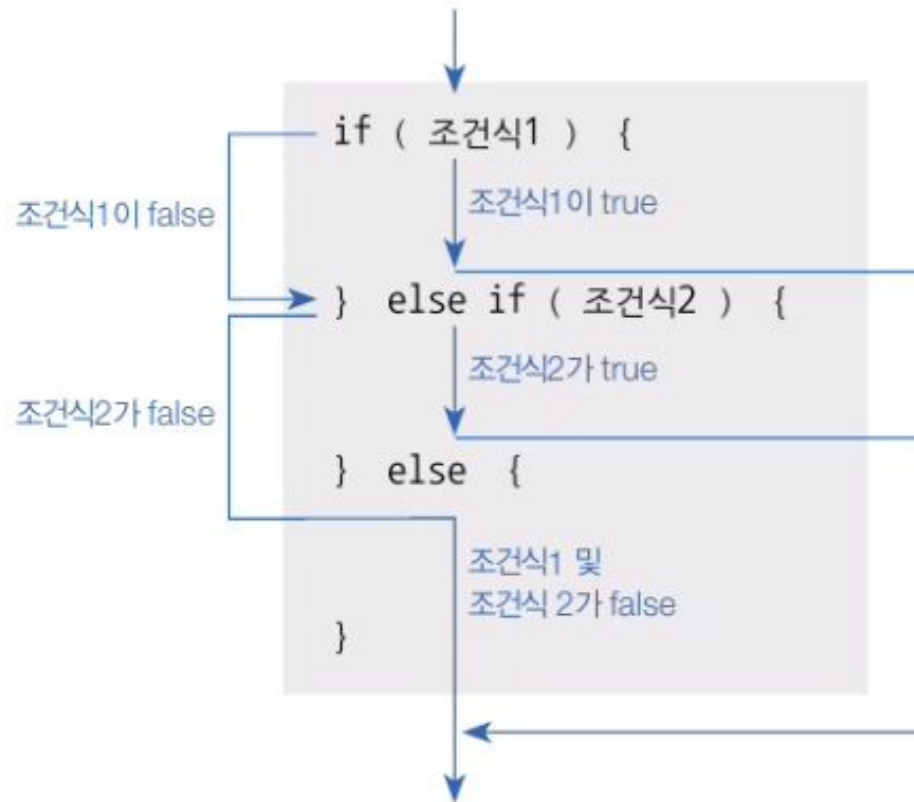 if ( 조건식1 ) {
조건식1이 false
조건식1이 true
} else if ( 조건식2 ) {
조건식2가 true
조건식2가 false
} else {
조건식1 및
조건식 2가 false
}